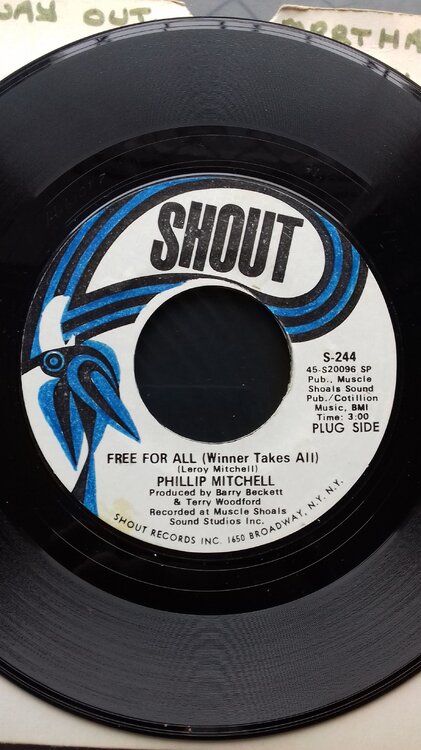 WAY OUT
MARTHA
SHOUT
S-244
45-S20096 SP
Pub., Muscle
Shoals Sound
Pub./Cotillion
Music, BMI
Time: 3:00
PLUG SIDE
FREE FOR ALL (Winner Takes All)
(Leroy Mitchell)
PHILLIP MITCHELL
Produced by Barry Beckett
& Terry Woodford
Recorded at Muscle Shoals
Sound Studios Inc.
SHOUT RECORDS INC. 1650 BROADWAY, N.Y. N.Y.